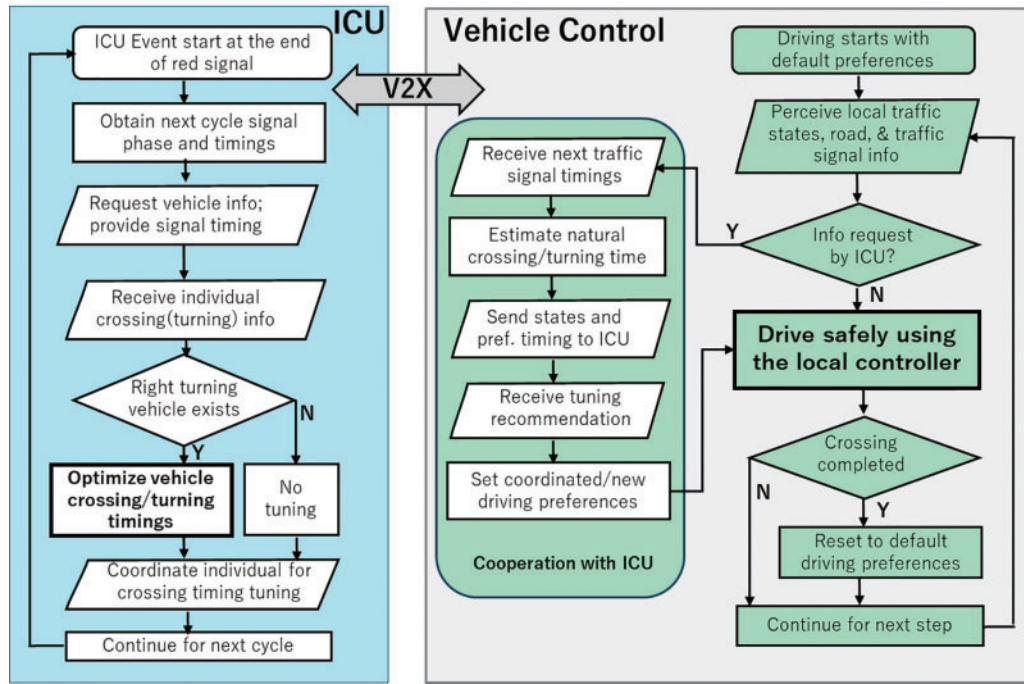 ICU
ICU Event start at the end
of red signal
Obtain next cycle signal
phase and timings
Request vehicle info;
provide signal timing
Receive individual
crossing(turning) info
Right turning
vehicle exists
N
Y
Optimize vehicle
crossing/turning
timings
No
tuning
Coordinate individual for
crossing timing tuning
Continue for next cycle
V2X
Vehicle Control
Receive next traffic
signal timings
Estimate natural
crossing/turning time
Send states and
pref. timing to ICU
Receive tuning
recommendation
Set coordinated/new
driving preferences
Cooperation with ICU
Driving starts with
default preferences
Perceive local traffic
states, road, & traffic
signal info
Y
Info request
by ICU?
N
Drive safely using
the local controller
Crossing
completed
N
Y
Reset to default
driving preferences
Continue for next step